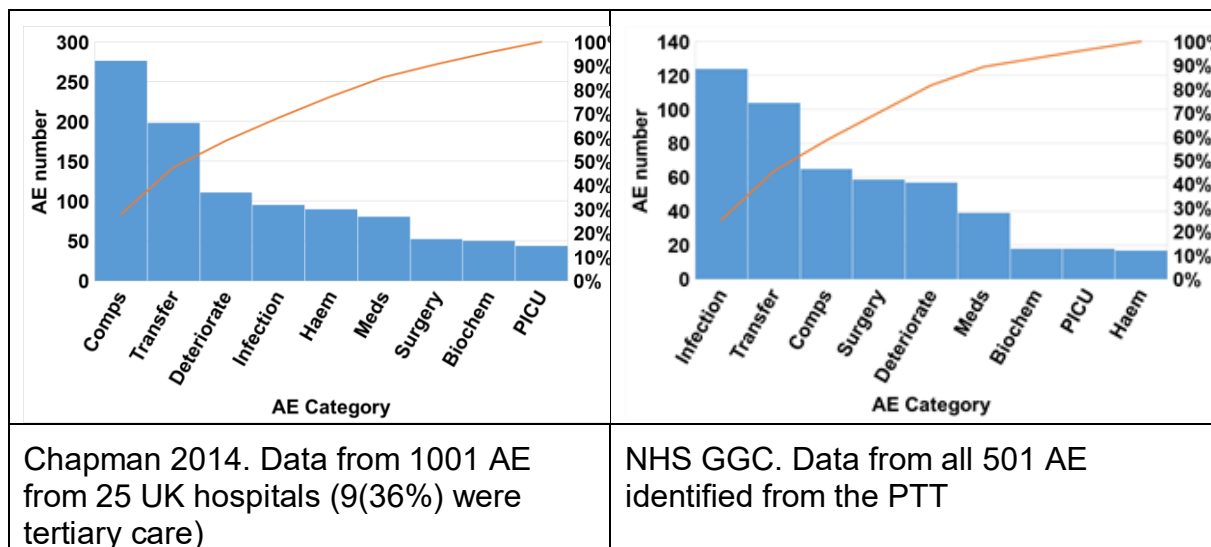 300
250
200
150
100
50
0
100%
90%
80%
70%
60%
50%
40%
30%
20%
10%
0%
AE number
Comps
Transfer
Deteriorate
Infection
Haem
Meds
Surgery
Biochem
PICU
AE Category
140
120
100
80
60
40
20
0
100%
90%
80%
70%
60%
50%
40%
30%
20%
10%
0%
AE number
Infection
Transfer
Comps
Surgery
Deteriorate
Meds
Biochem
PICU
Haem
AE Category
Chapman 2014. Data from 1001 AE
from 25 UK hospitals (9(36%) were
tertiary care)
NHS GGC. Data from all 501 AE
identified from the PTT